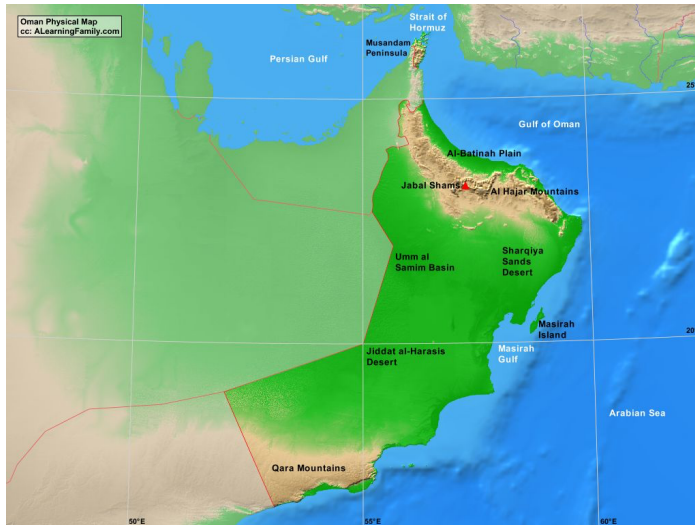 Oman Physical Map
cc: ALearningFamily.com
Strait of
Hormuz
Musandam
Peninsula
Persian Gulf
25°
Gulf of Oman
Al-Batinah Plain
Jabal Shams
Al Hajar Mountains
Umm al
Samim Basin
Sharqiya
Sands
Desert
Masirah
Island
20°
Jiddat al-Harasis
Desert
Masirah
Gulf
Arabian Sea
Qara Mountains
50°E
55°E
60°E